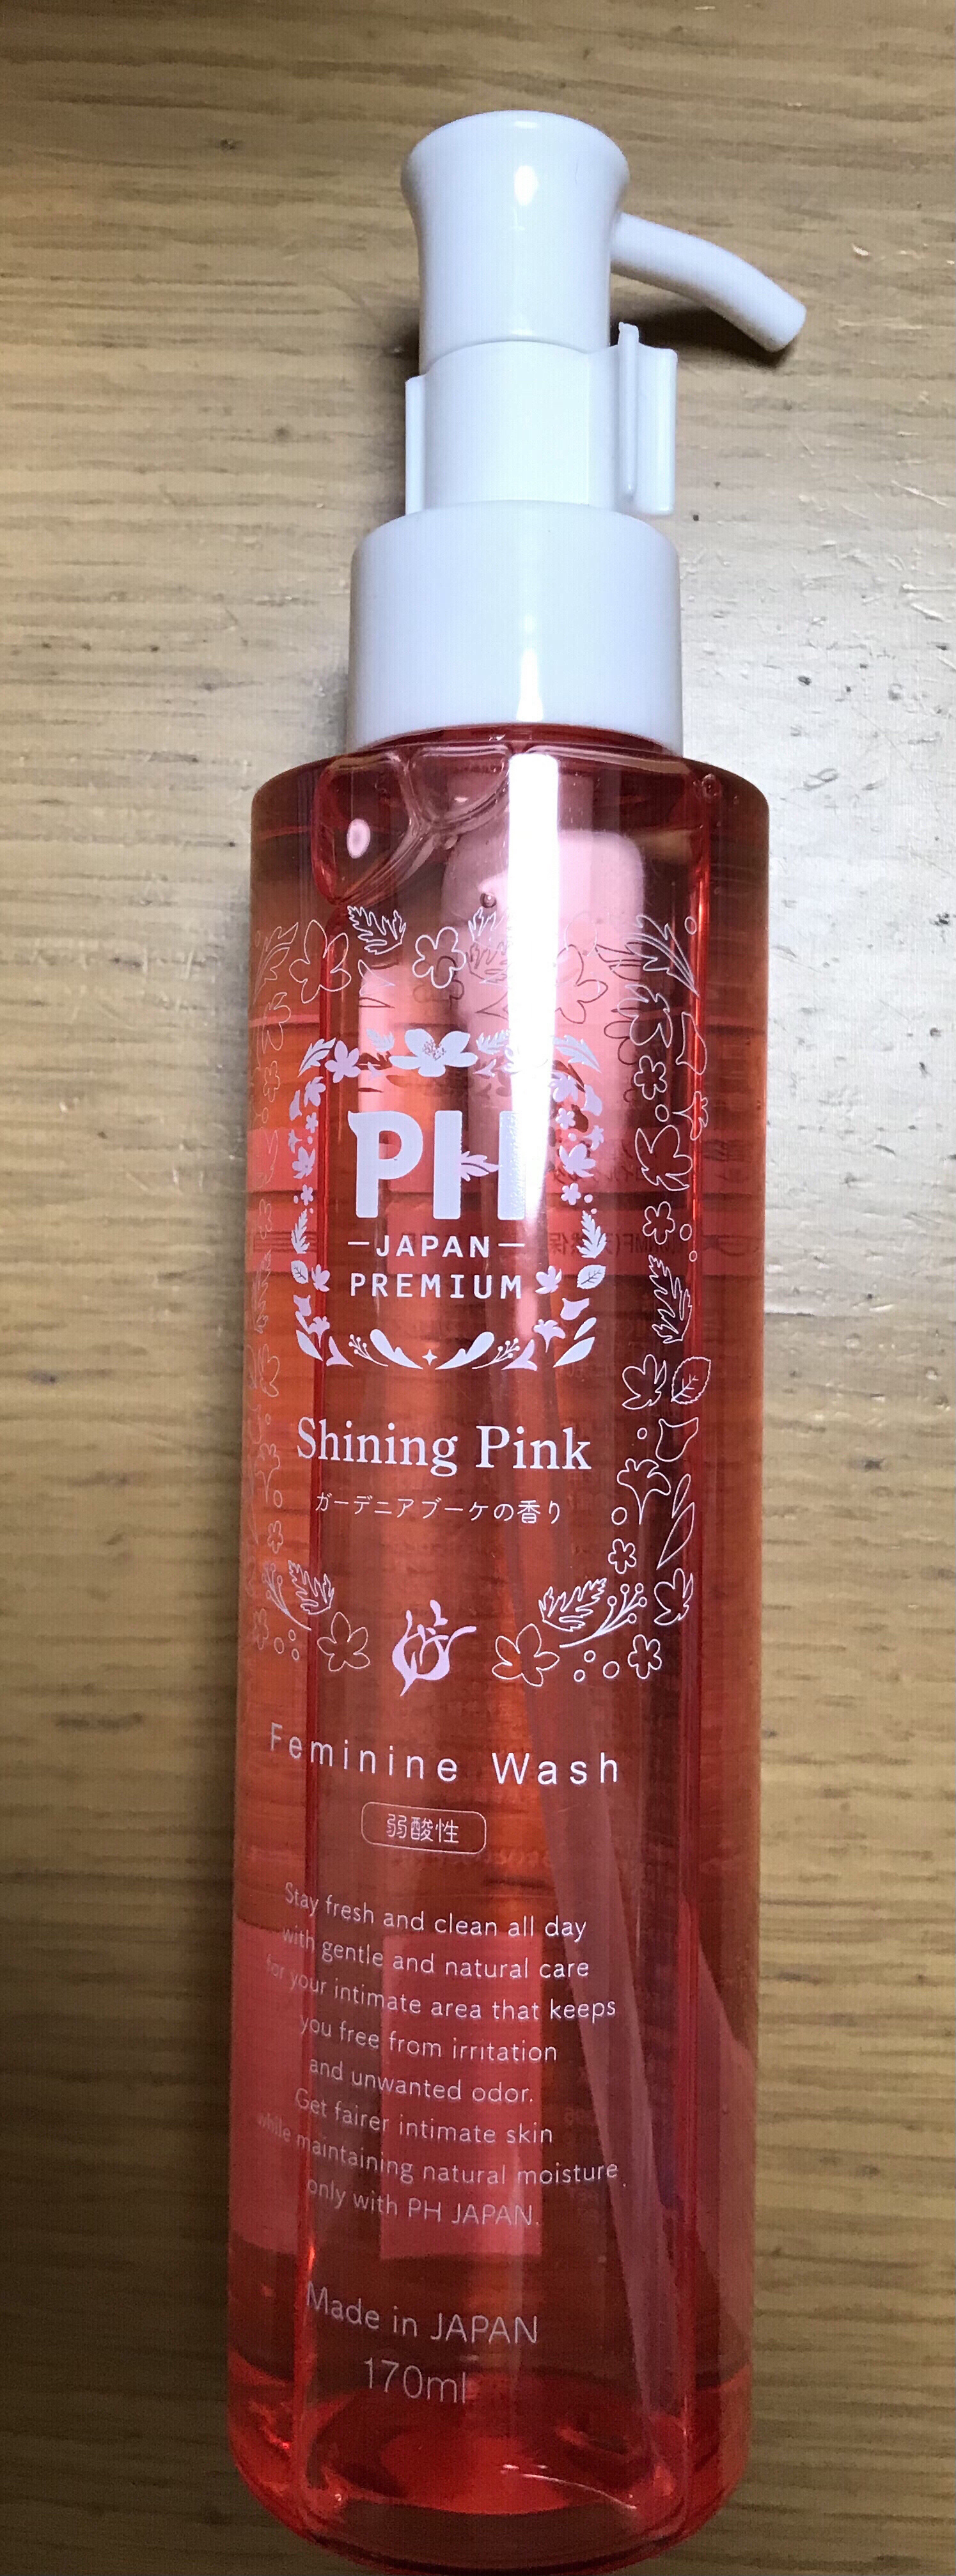 PH
JAPAN
PREMIUM
Shining Pink
ガーデニアブーケの香り
Feminine Wash
弱酸性
Stay fresh and clean all day
with gentle and natural care
for your intimate area that keeps
you free from irritation
and unwanted odor.
Get fairer intimate skin
while maintaining natural moisture
only with PH JAPAN.
Made in JAPAN
170ml